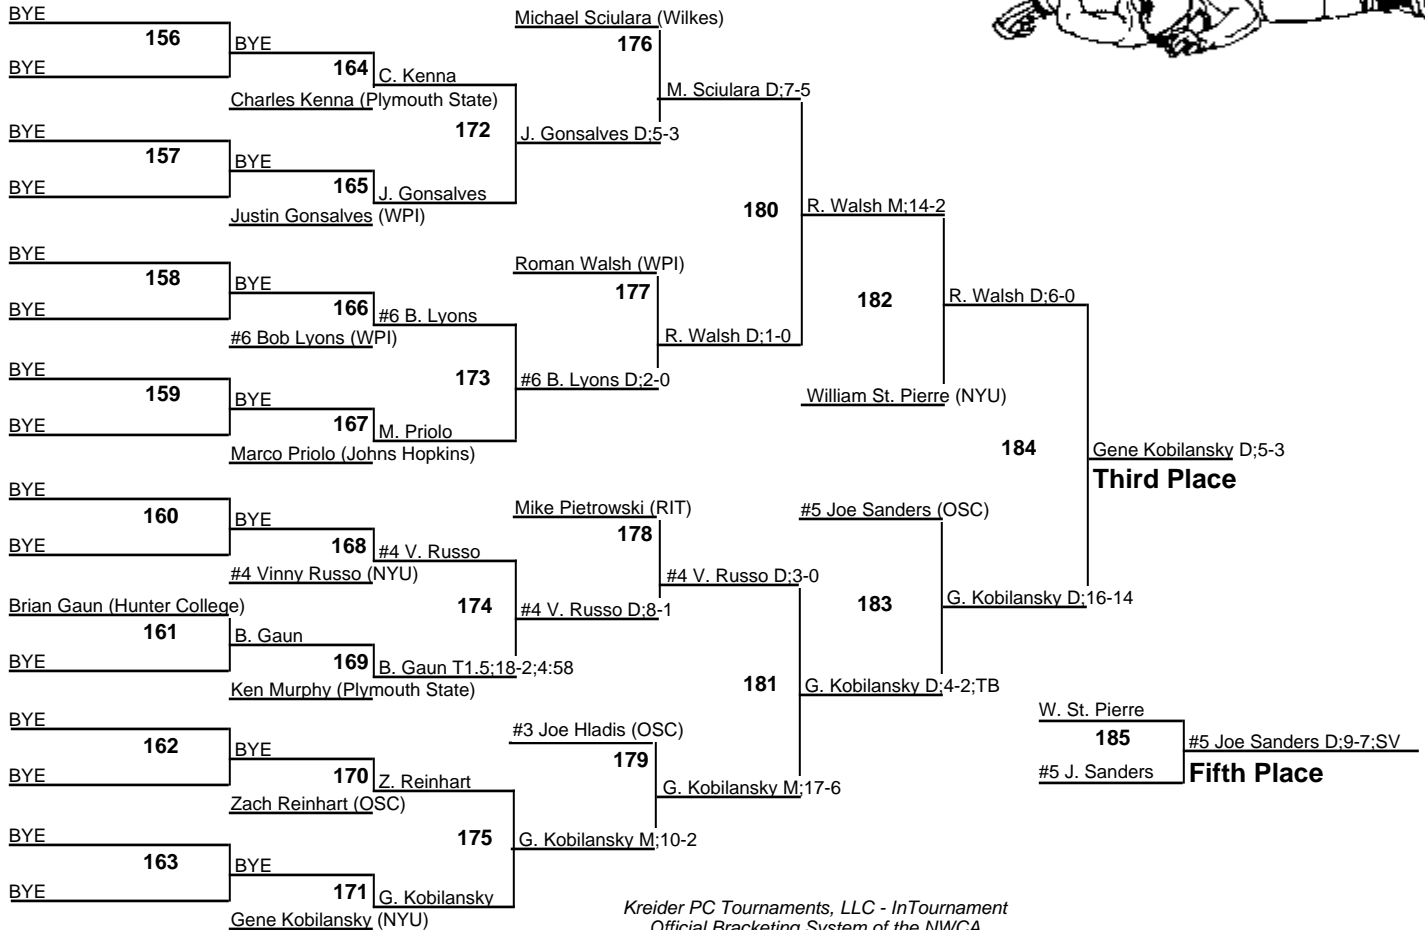 BYE
156
BYE
BYE
164
C. Kenna
Charles Kenna (Plymouth State)
172
BYE
157
BYE
BYE
165
J. Gonsalves
Justin Gonsalves (WPI)
Michael Sciulara (Wilkes)
176
J. Gonsalves D;5-3
M. Sciulara D;7-5
180
BYE
158
BYE
BYE
166
#6 B. Lyons
#6 Bob Lyons (WPI)
173
BYE
159
BYE
BYE
167
M. Priolo
Marco Priolo (Johns Hopkins)
Roman Walsh (WPI)
177
#6 B. Lyons D;2-0
R. Walsh D;1-0
R. Walsh M;14-2
182
William St. Pierre (NYU)
R. Walsh D;6-0
184
Gene Kobilansky D;5-3
Third Place
BYE
160
BYE
BYE
168
#4 V. Russo
#4 Vinny Russo (NYU)
174
Brian Gaun (Hunter College)
161
BYE
B. Gaun
169
B. Gaun T1.5;18-2;4:58
Ken Murphy (Plymouth State)
Mike Pietrowski (RIT)
178
#4 V. Russo D;8-1
#4 V. Russo D;3-0
181
#5 Joe Sanders (OSC)
183
G. Kobilansky D;16-14
G. Kobilansky D;4-2;TB
BYE
162
BYE
BYE
170
Z. Reinhart
Zach Reinhart (OSC)
175
BYE
163
BYE
BYE
171
G. Kobilansky
Gene Kobilansky (NYU)
#3 Joe Hladis (OSC)
179
G. Kobilansky M;10-2
G. Kobilansky M;17-6
W. St. Pierre
185
#5 J. Sanders
#5 Joe Sanders D;9-7;SV
Fifth Place
Kreider PC Tournaments, LLC - InTournament
Official Bracketing System of the NWCA